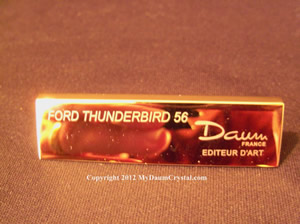 FORD THUNDERBIRD 56
Daum
FRANCE
EDITEUR D'ART
Copyright 2012 MyDaumCrystal.com